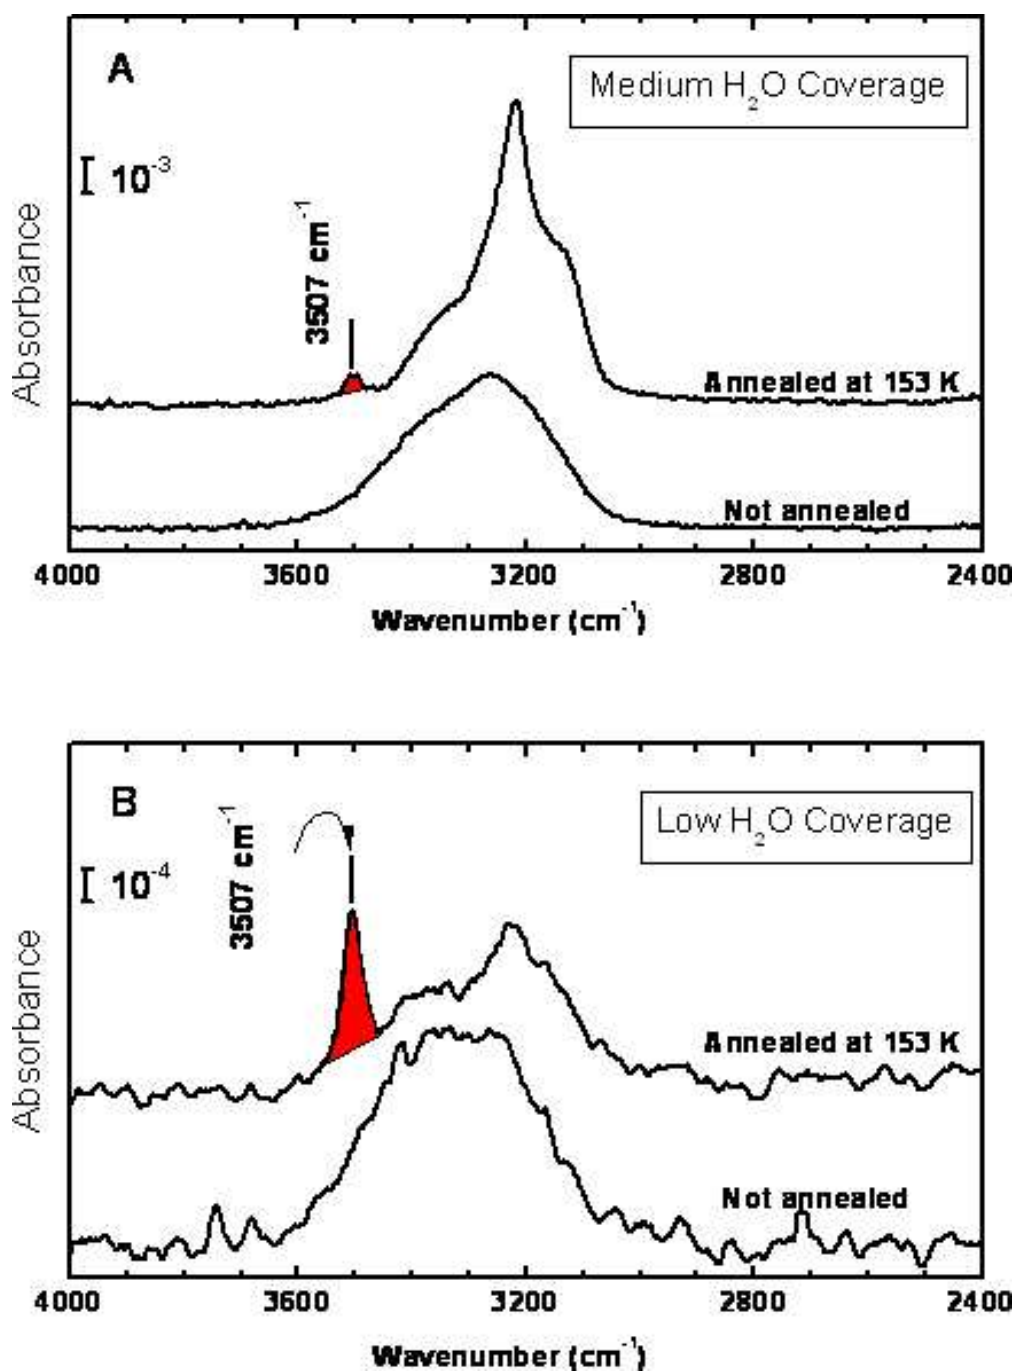 A
Medium H₂O Coverage
10⁻³
3507 cm⁻¹
Absorbance
Annealed at 153 K
Not annealed
4000 3600 3200 2800 2400
Wavenumber (cm⁻¹)
B
Low H₂O Coverage
10⁻⁴
3507 cm⁻¹
Absorbance
Annealed at 153 K
Not annealed
4000 3600 3200 2800 2400
Wavenumber (cm⁻¹)